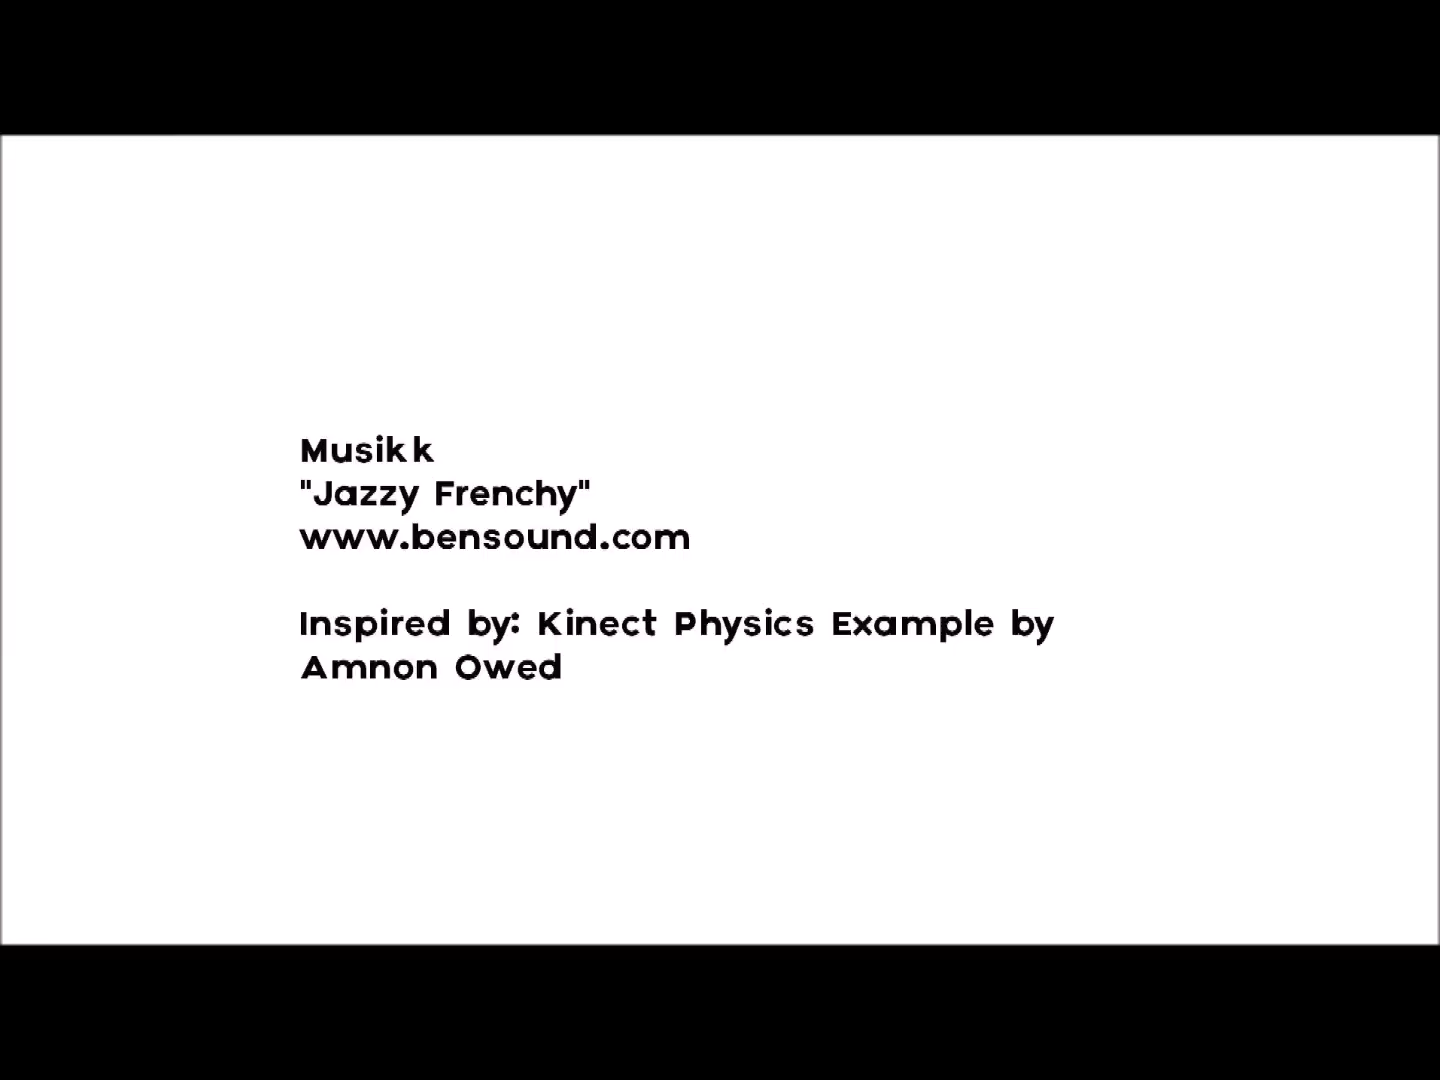 Musikk
"Jazzy Frenchy"
www.bensound.com
Inspired by: Kinect Physics Example by
Amnon Owed